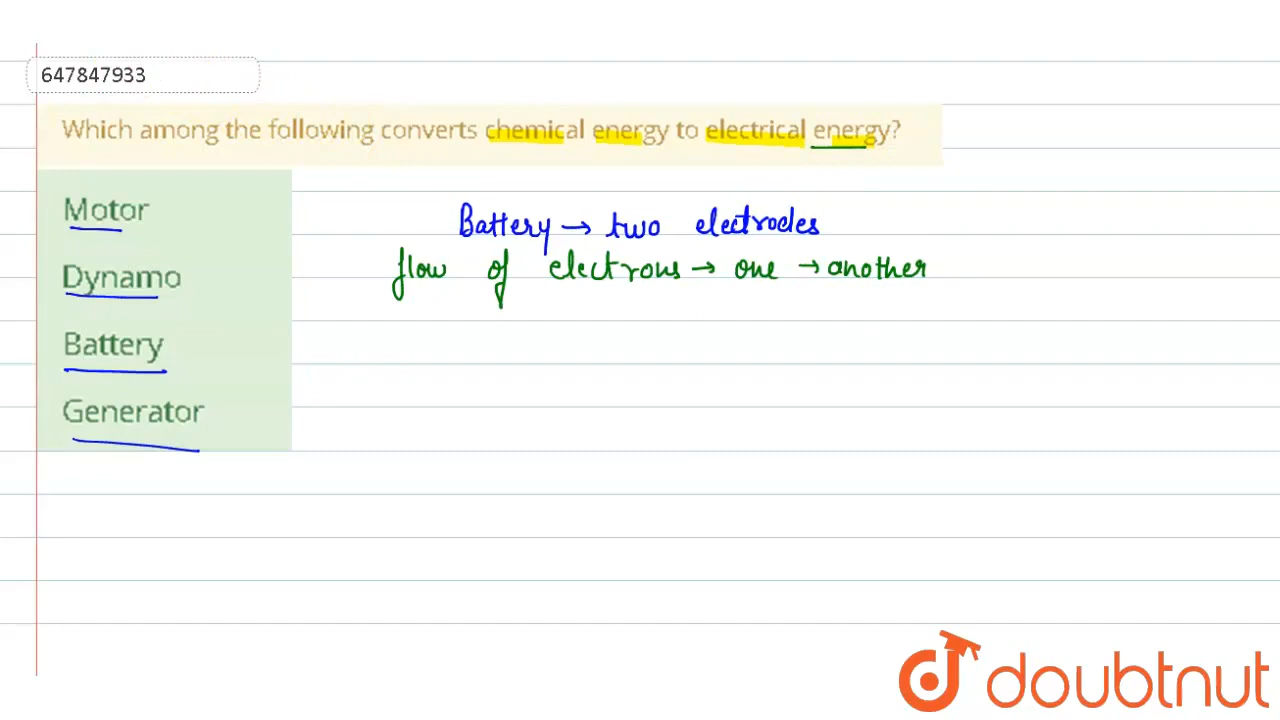 647847933
Which among the following converts chemical energy to electrical energy?
Motor
Dynamo
Battery
Generator
Battery → two electrodes
flow of electrons → one → another
doubtnut